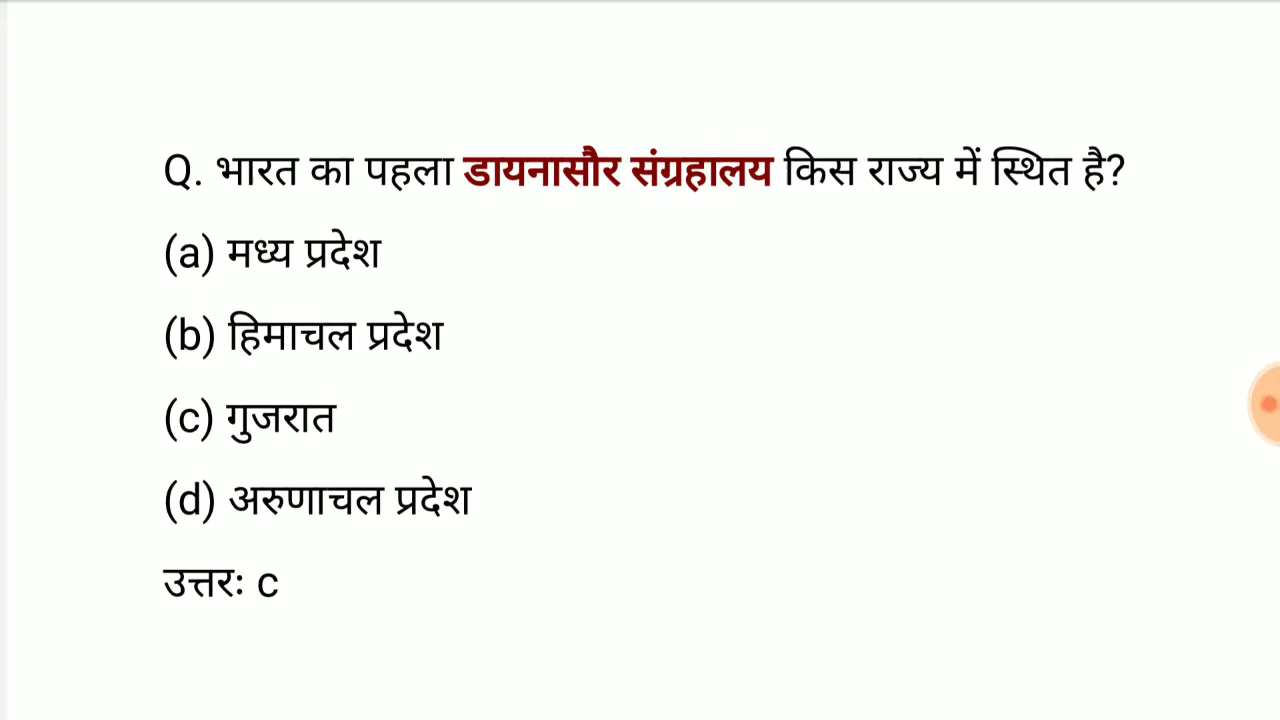 Q. भारत का पहला डायनासौर संग्रहालय किस राज्य में स्थित है?
(a) मध्य प्रदेश
(b) हिमाचल प्रदेश
(c) गुजरात
(d) अरुणाचल प्रदेश
उत्तरः c